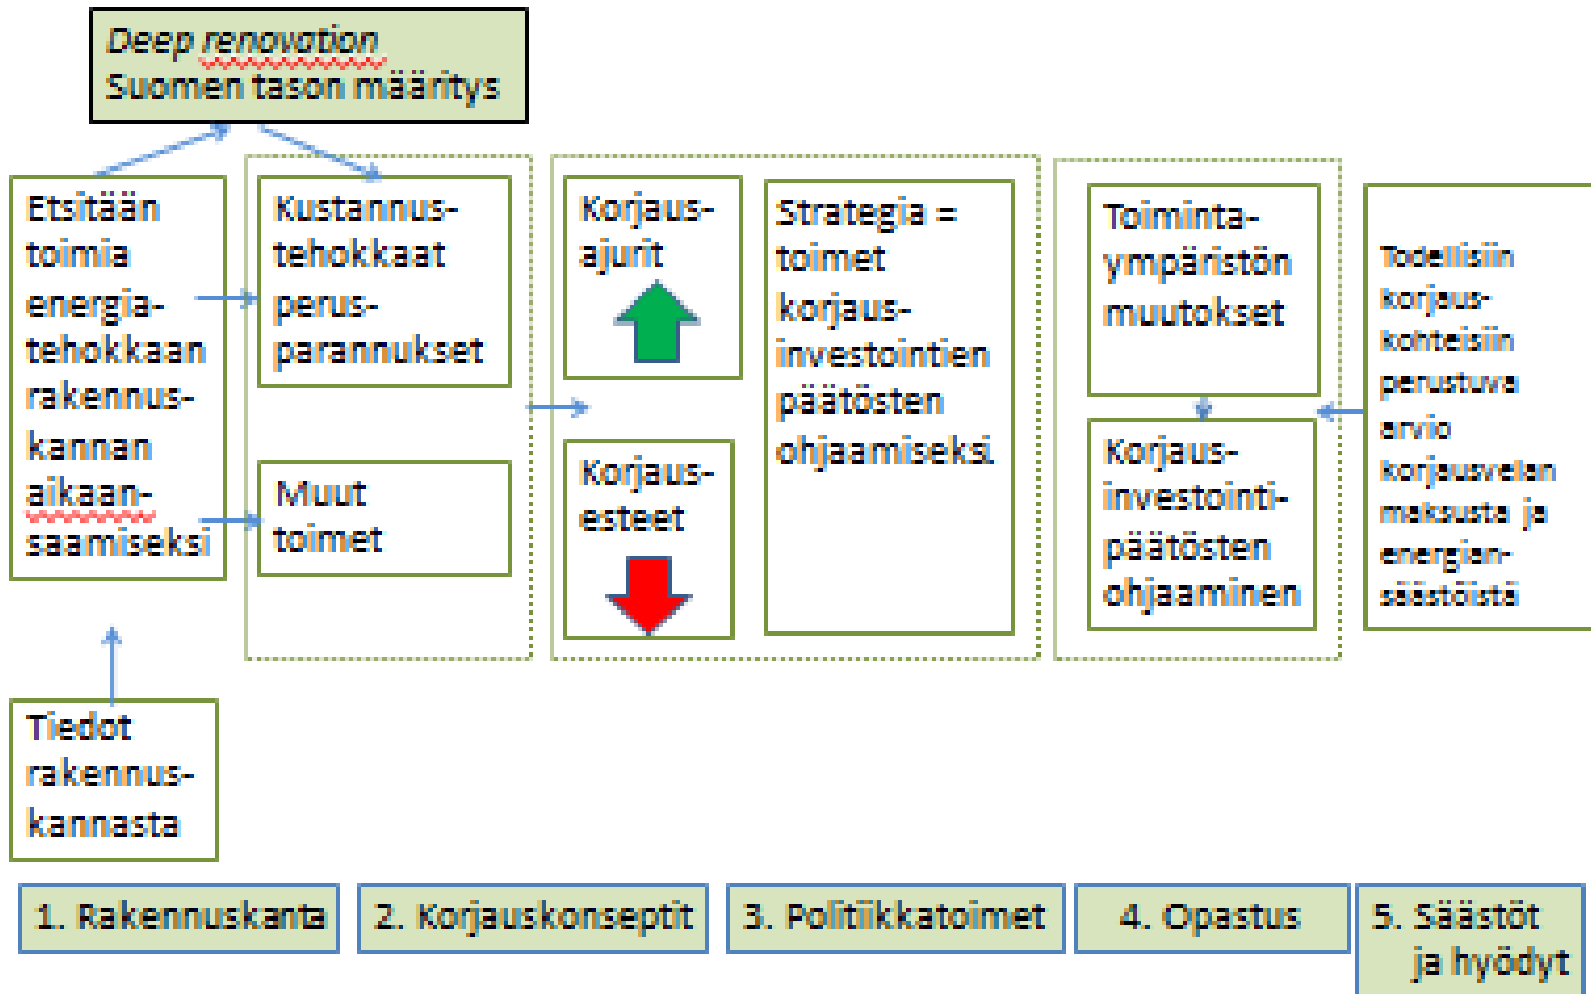 Deep renovation
Suomen tason määritys
Etsitään
toimia
energia-
tehokkaan
rakennus-
kannan
aikaan-
saamiseksi
Kustannus-
tehokkaat
perus-
parannukset
Muut
toimet
Korjaus-
ajurit
Korjaus-
esteet
Strategia =
toimet
korjaus-
investointien
päätösten
ohjaamiseksi.
Toiminta-
ympäristön
muutokset
Korjaus-
investointi-
päätösten
ohjaaminen
Todellisiin
korjaus-
kohteisiin
perustuva
arvio
korjausvelan
maksusta ja
energian-
säästöistä
Tiedot
rakennus-
kannasta
1. Rakennuskanta
2. Korjauskonseptit
3. Politiikkatoimet
4. Opastus
5. Säästöt
ja hyödyt